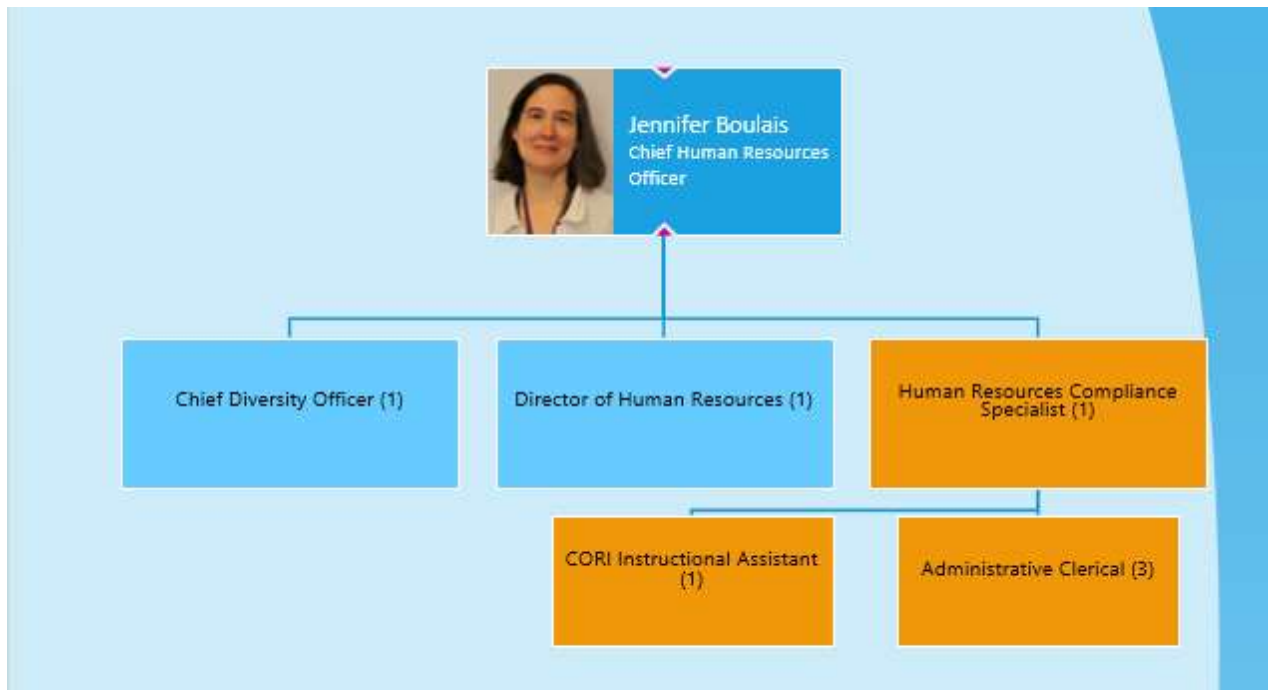 Jennifer Boulais
Chief Human Resources
Officer
Chief Diversity Officer (1)
Director of Human Resources (1)
Human Resources Compliance
Specialist (1)
CORI Instructional Assistant
(1)
Administrative Clerical (3)